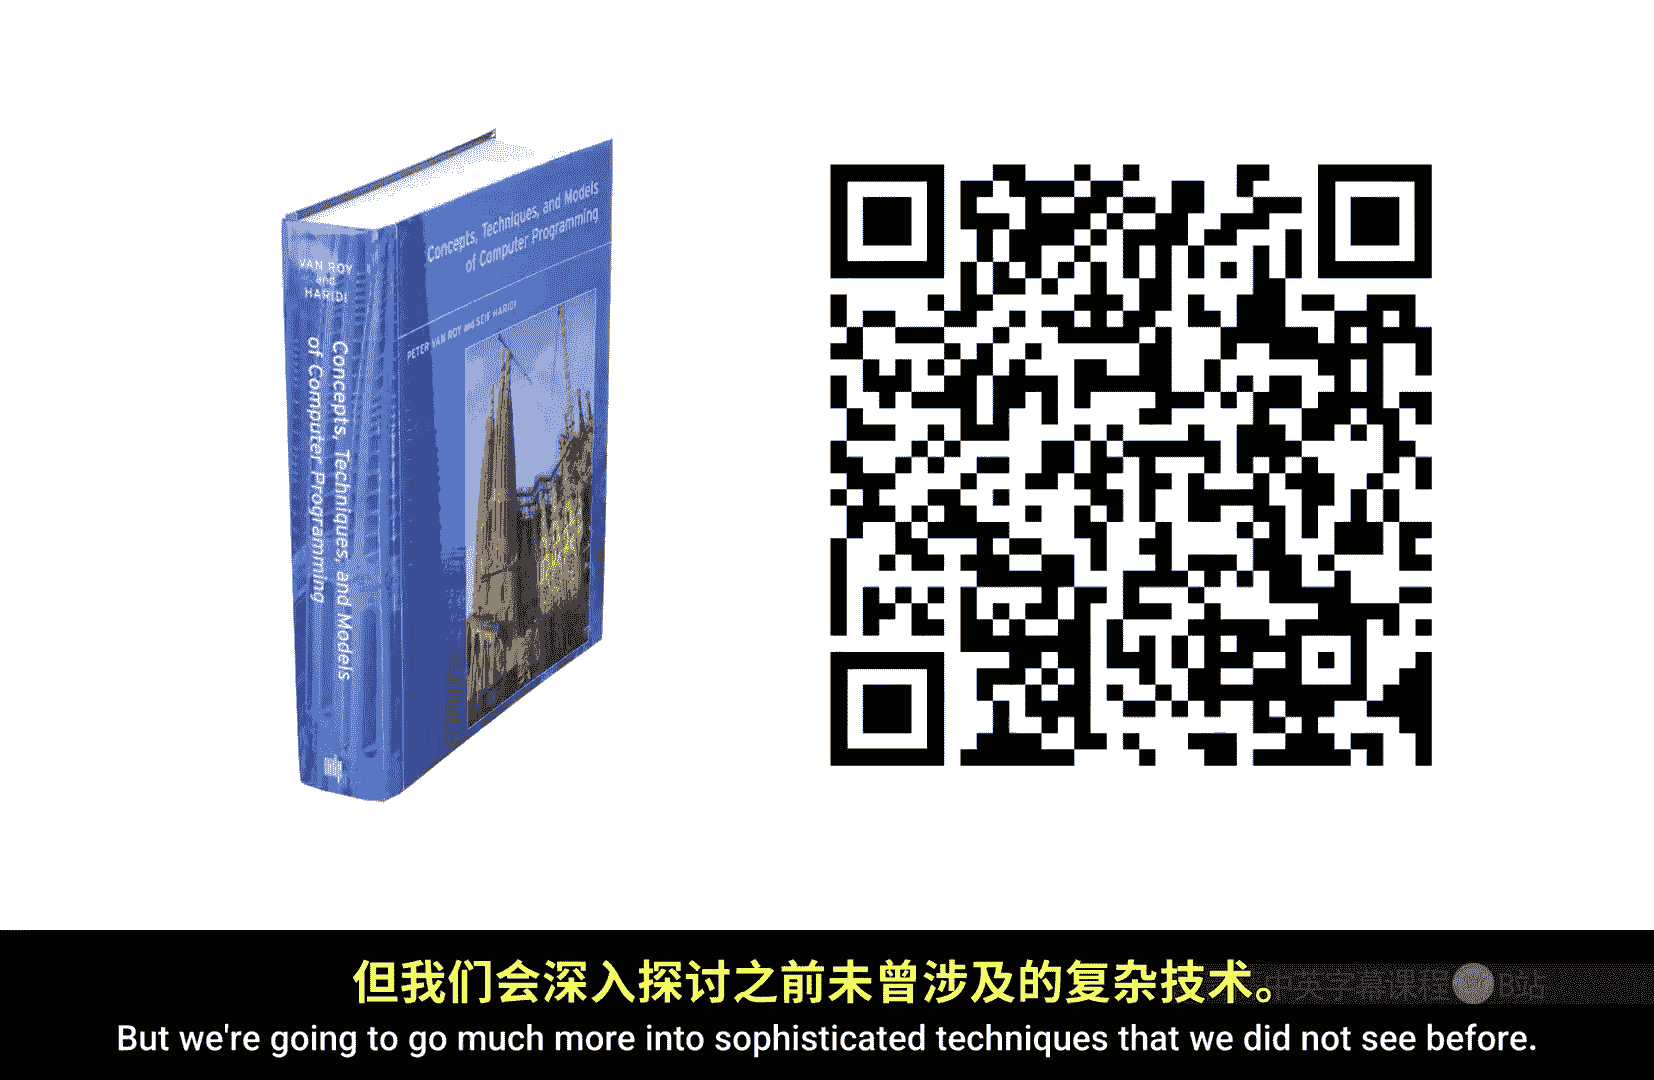 Concepts, Techniques, and Models
of Computer Programming
PETER VAN ROY and SEIF HARIDI
VAN ROY
and
HARIDI
Concepts, Techniques, and Models
of Computer Programming
但我们会深入探讨之前未曾涉及的复杂技术。
中英字幕课程 B站
But we're going to go much more into sophisticated techniques that we did not see before.